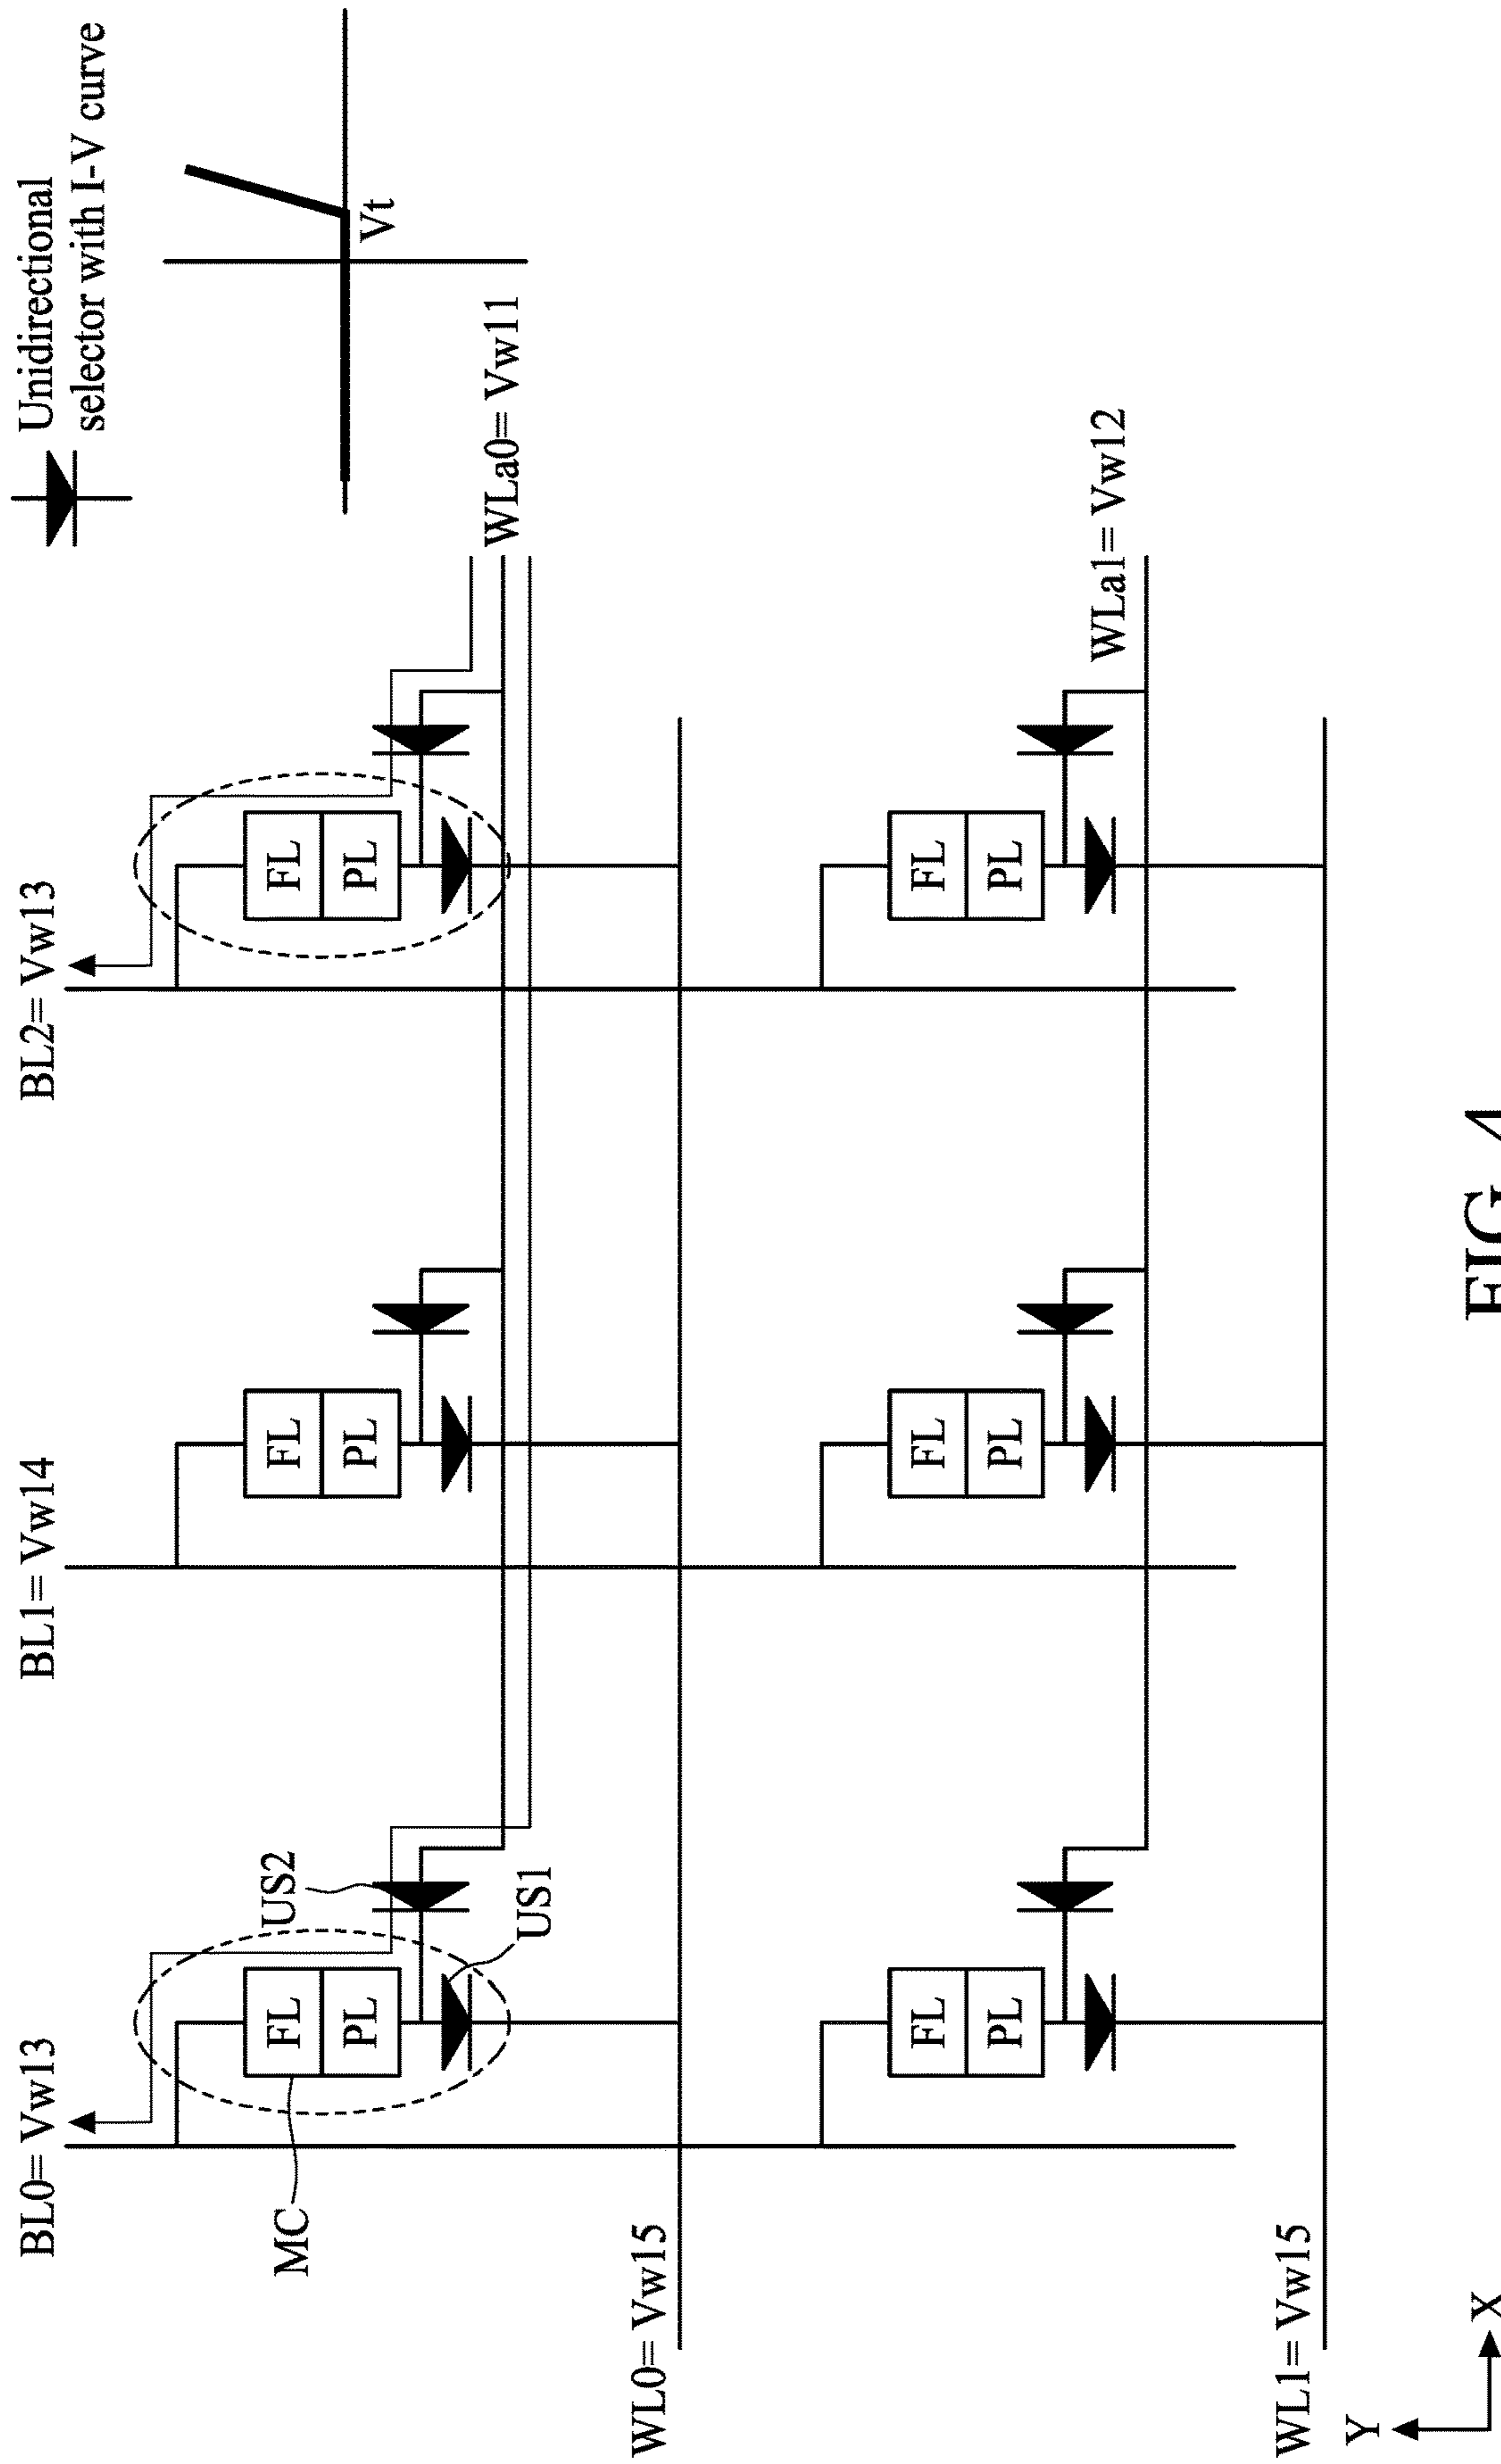 Unidirectional
selector with I-V curve
Vt
BL0= Vw13
BL1= Vw14
BL2= Vw13
MC
FL
PL
US2
US1
FL
PL
FL
PL
WLa0= Vw11
WL0= Vw15
FL
PL
FL
PL
FL
PL
WLa1= Vw12
WL1= Vw15
Y
X
FIG. 4